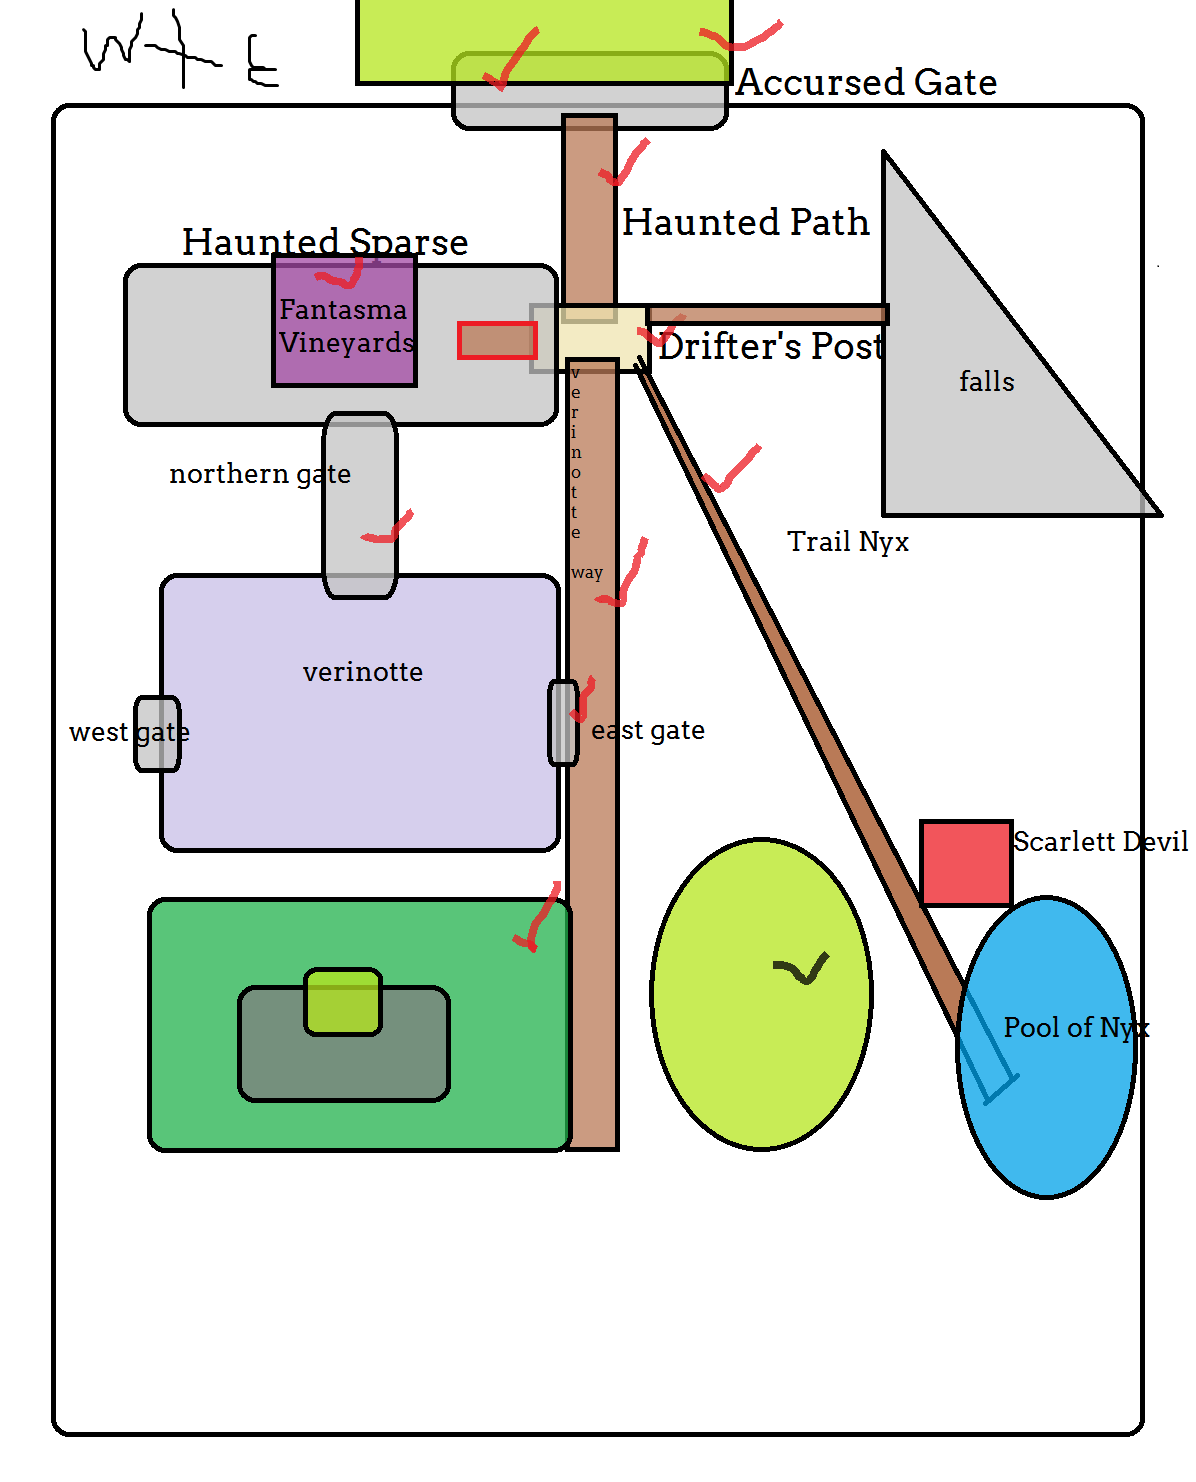 W E
Accursed Gate
Haunted Path
Haunted Sparse
Fantasma
Vineyards
Drifter's Post
falls
v
e
r
i
n
o
t
t
e
way
northern gate
Trail Nyx
verinotte
west gate
east gate
Scarlett Devil
Pool of Nyx